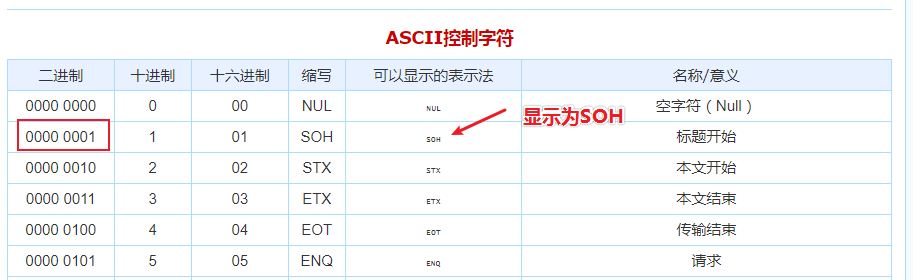 ASCII控制字符
二进制 十进制 十六进制 缩写 可以显示的表示法 名称/意义
0000 0000 0 00 NUL NUL 空字符（Null）
显示为SOH
0000 0001 1 01 SOH SOH 标题开始
0000 0010 2 02 STX STX 本文开始
0000 0011 3 03 ETX ETX 本文结束
0000 0100 4 04 EOT EOT 传输结束
0000 0101 5 05 ENQ ENQ 请求